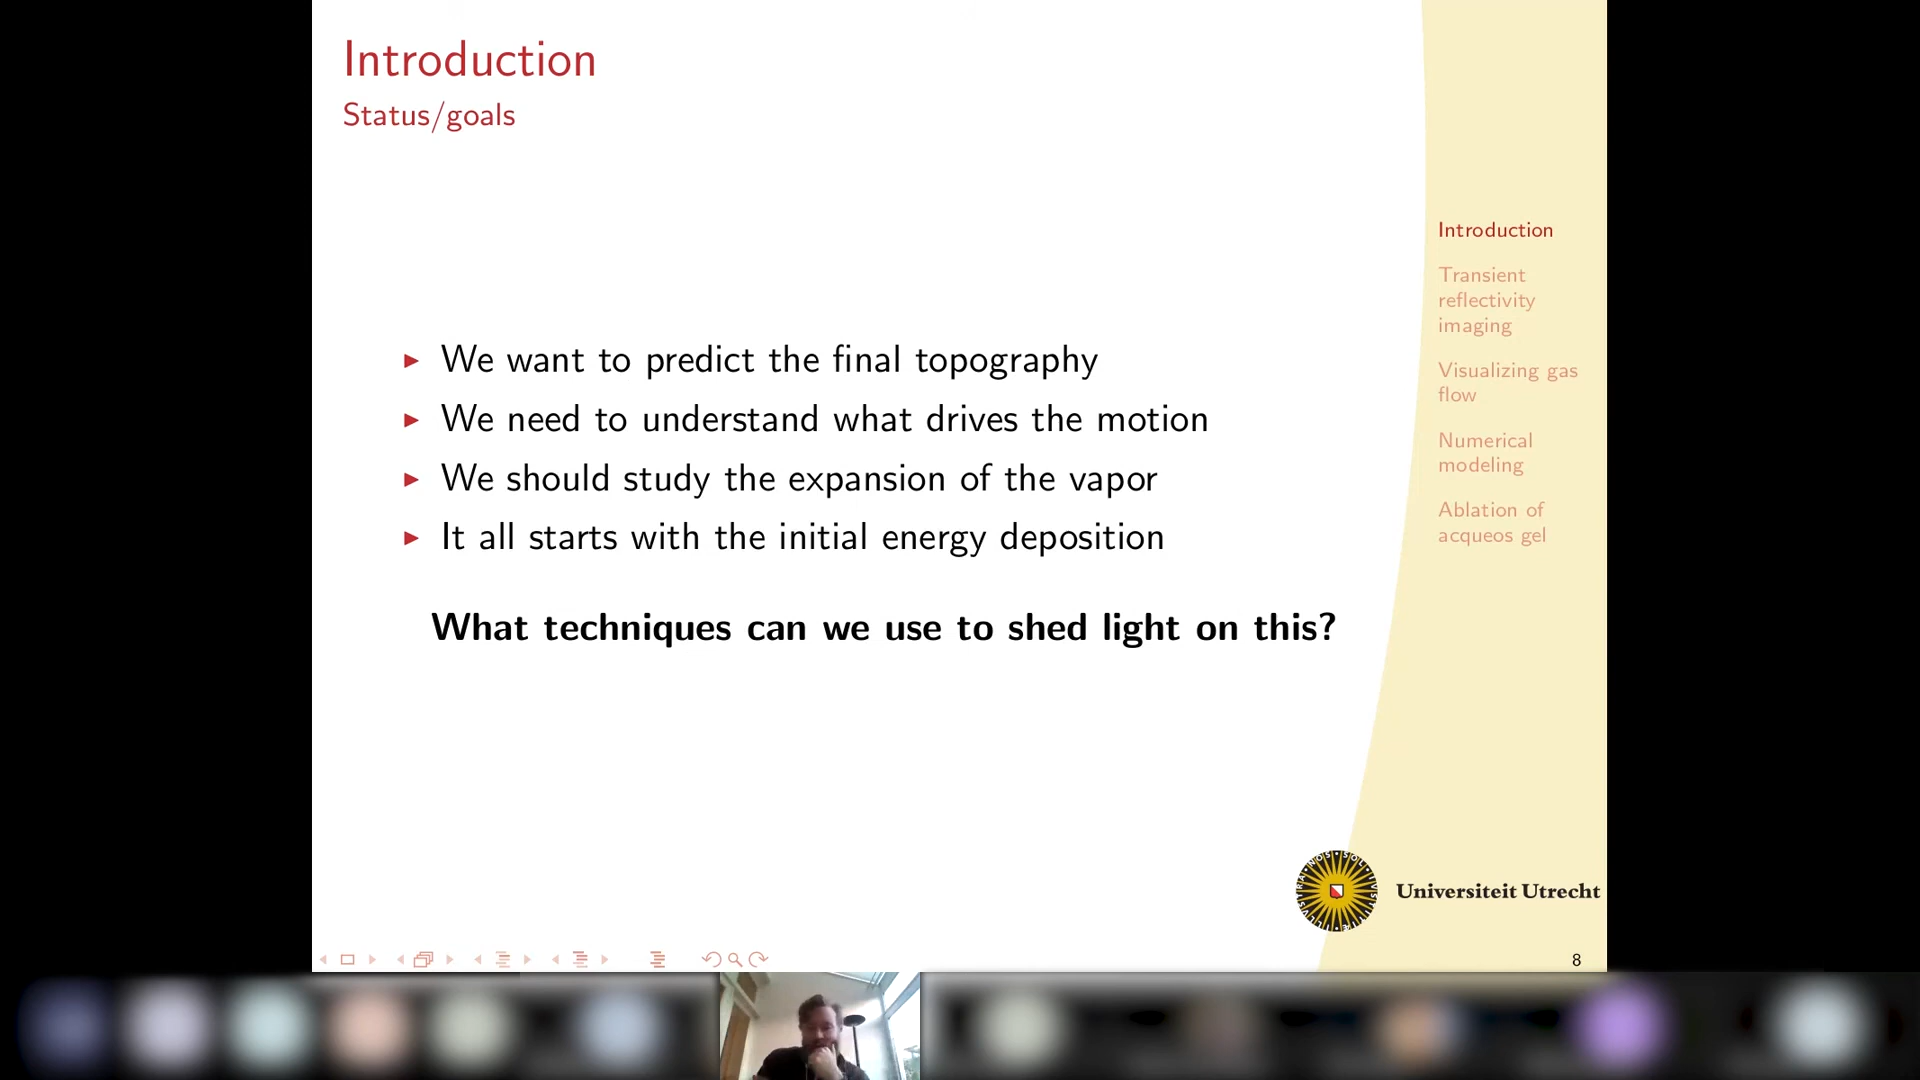 Introduction
Status/goals
We want to predict the final topography
We need to understand what drives the motion
We should study the expansion of the vapor
It all starts with the initial energy deposition
What techniques can we use to shed light on this?
Introduction
Transient
reflectivity
imaging
Visualizing gas
flow
Numerical
modeling
Ablation of
acqueos gel
Universiteit Utrecht
8